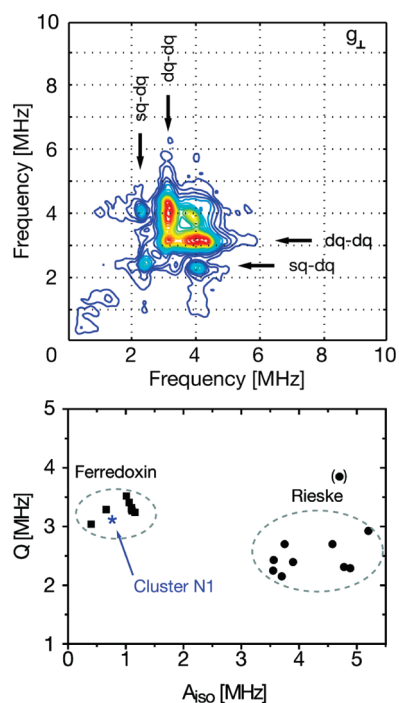 g⊥
sq-dq
dq-dq
10
8
6
4
2
Frequency [MHz]
dq-dq
sq-dq
0
2
4
6
8
10
Frequency [MHz]
5
4
3
2
1
Q [MHz]
Ferredoxin
(•)
Rieske
*
Cluster N1
0
1
2
3
4
5
Aiso [MHz]